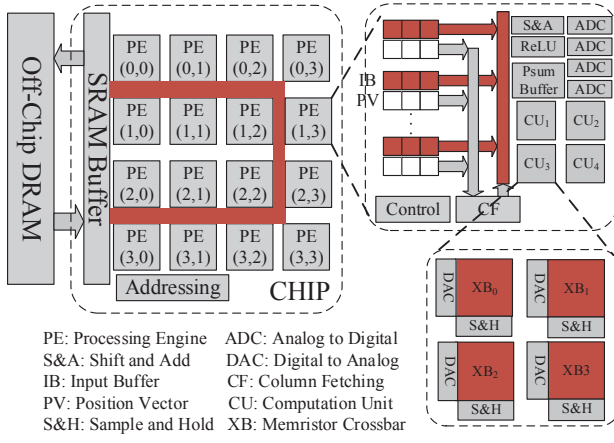 Off-Chip DRAM
SRAM Buffer
PE (0,0)
PE (0,1)
PE (0,2)
PE (0,3)
PE (1,0)
PE (1,1)
PE (1,2)
PE (1,3)
PE (2,0)
PE (2,1)
PE (2,2)
PE (2,3)
PE (3,0)
PE (3,1)
PE (3,2)
PE (3,3)
Addressing
CHIP
IB
PV
S&A
ReLU
Psum
Buffer
ADC
ADC
ADC
ADC
CU1
CU2
CU3
CU4
Control
CF
DAC
XB0
S&H
DAC
XB1
S&H
DAC
XB2
S&H
DAC
XB3
S&H
PE: Processing Engine ADC: Analog to Digital
S&A: Shift and Add DAC: Digital to Analog
IB: Input Buffer CF: Column Fetching
PV: Position Vector CU: Computation Unit
S&H: Sample and Hold XB: Memristor Crossbar